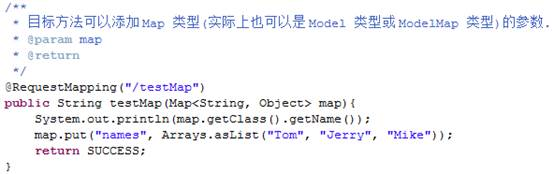 /**
 * 目标方法可以添加 Map 类型(实际上也可以是 Model 类型或 ModelMap 类型)的参数.
 * @param map
 * @return
 */
@RequestMapping("/testMap")
public String testMap(Map<String, Object> map){
    System.out.println(map.getClass().getName());
    map.put("names", Arrays.asList("Tom", "Jerry", "Mike"));
    return SUCCESS;
}